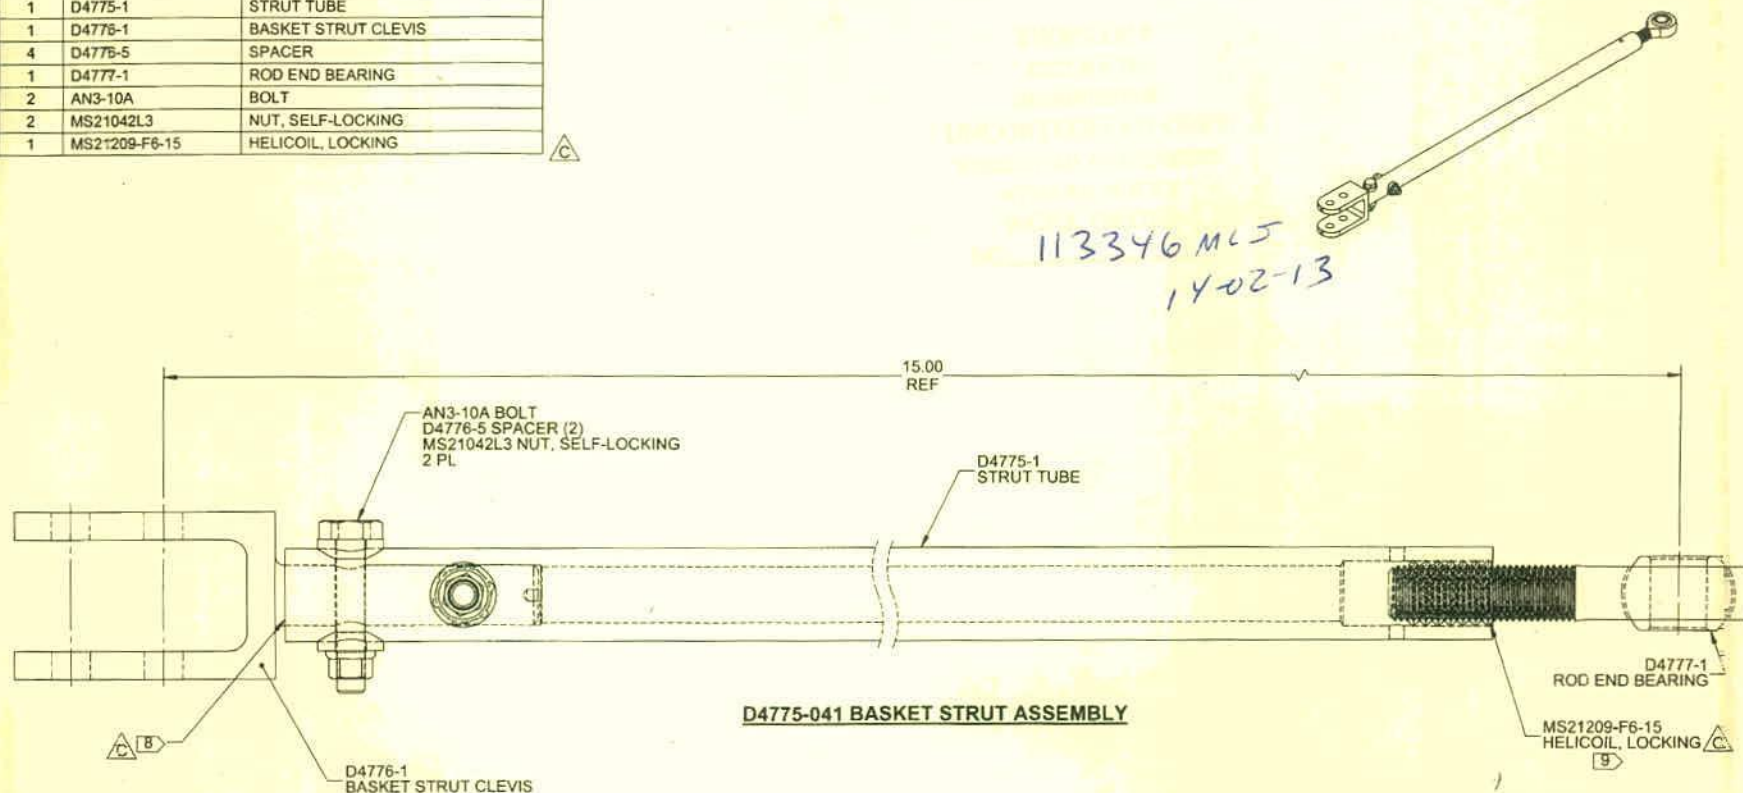 1 D4775-1 STRUT TUBE
1 D4776-1 BASKET STRUT CLEVIS
4 D4776-5 SPACER
1 D4777-1 ROD END BEARING
2 AN3-10A BOLT
2 MS21042L3 NUT, SELF-LOCKING
1 MS21209-F6-15 HELICOIL, LOCKING
C
113346 MLJ
14-02-13
15.00
REF
AN3-10A BOLT
D4776-5 SPACER (2)
MS21042L3 NUT, SELF-LOCKING
2 PL
D4775-1
STRUT TUBE
D4777-1
ROD END BEARING
D4775-041 BASKET STRUT ASSEMBLY
MS21209-F6-15
HELICOIL, LOCKING C
9
C 8
D4776-1
BASKET STRUT CLEVIS